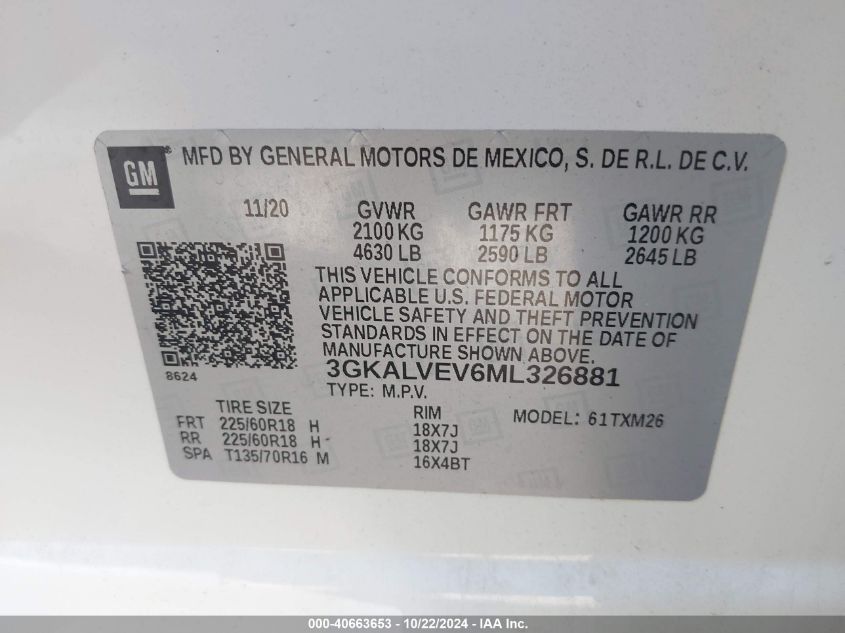 GM® MFD BY GENERAL MOTORS DE MEXICO, S. DE R.L. DE C.V.
11/20 GVWR GAWR FRT GAWR RR
2100 KG 1175 KG 1200 KG
4630 LB 2590 LB 2645 LB
THIS VEHICLE CONFORMS TO ALL
APPLICABLE U.S. FEDERAL MOTOR
VEHICLE SAFETY AND THEFT PREVENTION
STANDARDS IN EFFECT ON THE DATE OF
MANUFACTURE SHOWN ABOVE.
8624
3GKALVEV6ML326881
TYPE: M.P.V.
TIRE SIZE RIM MODEL: 61TXM26
FRT 225/60R18 H 18X7J
RR 225/60R18 H 18X7J
SPA T135/70R16 M 16X4BT
000-40663653 - 10/22/2024 - IAA Inc.